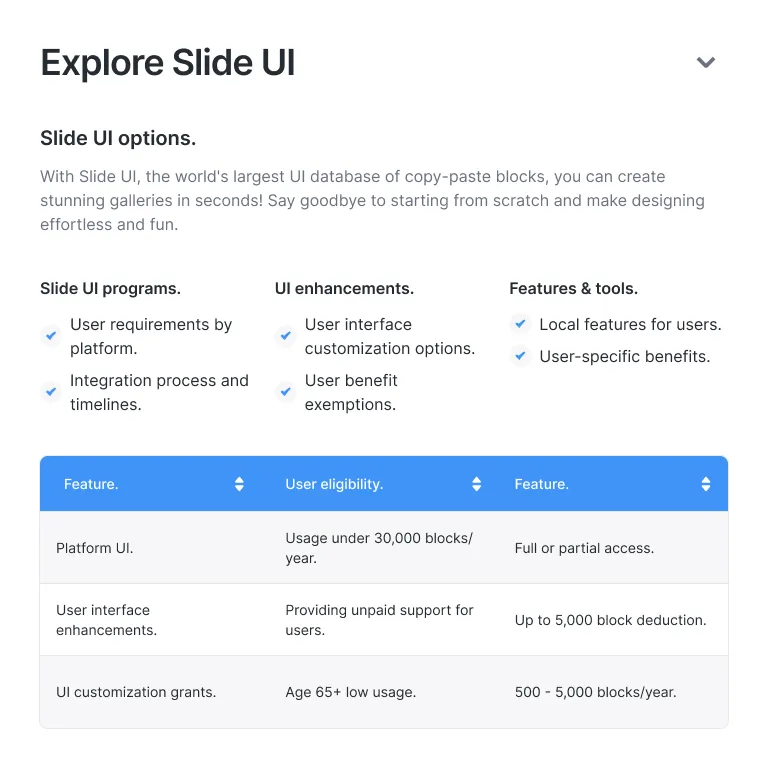 Explore Slide UI
Slide UI options.
With Slide UI, the world's largest UI database of copy-paste blocks, you can create
stunning galleries in seconds! Say goodbye to starting from scratch and make designing
effortless and fun.
Slide UI programs.
User requirements by
platform.
Integration process and
timelines.
UI enhancements.
User interface
customization options.
User benefit
exemptions.
Features & tools.
Local features for users.
User-specific benefits.
Feature.
User eligibility.
Feature.
Platform UI.
Usage under 30,000 blocks/
year.
Full or partial access.
User interface
enhancements.
Providing unpaid support for
users.
Up to 5,000 block deduction.
UI customization grants.
Age 65+ low usage.
500 - 5,000 blocks/year.